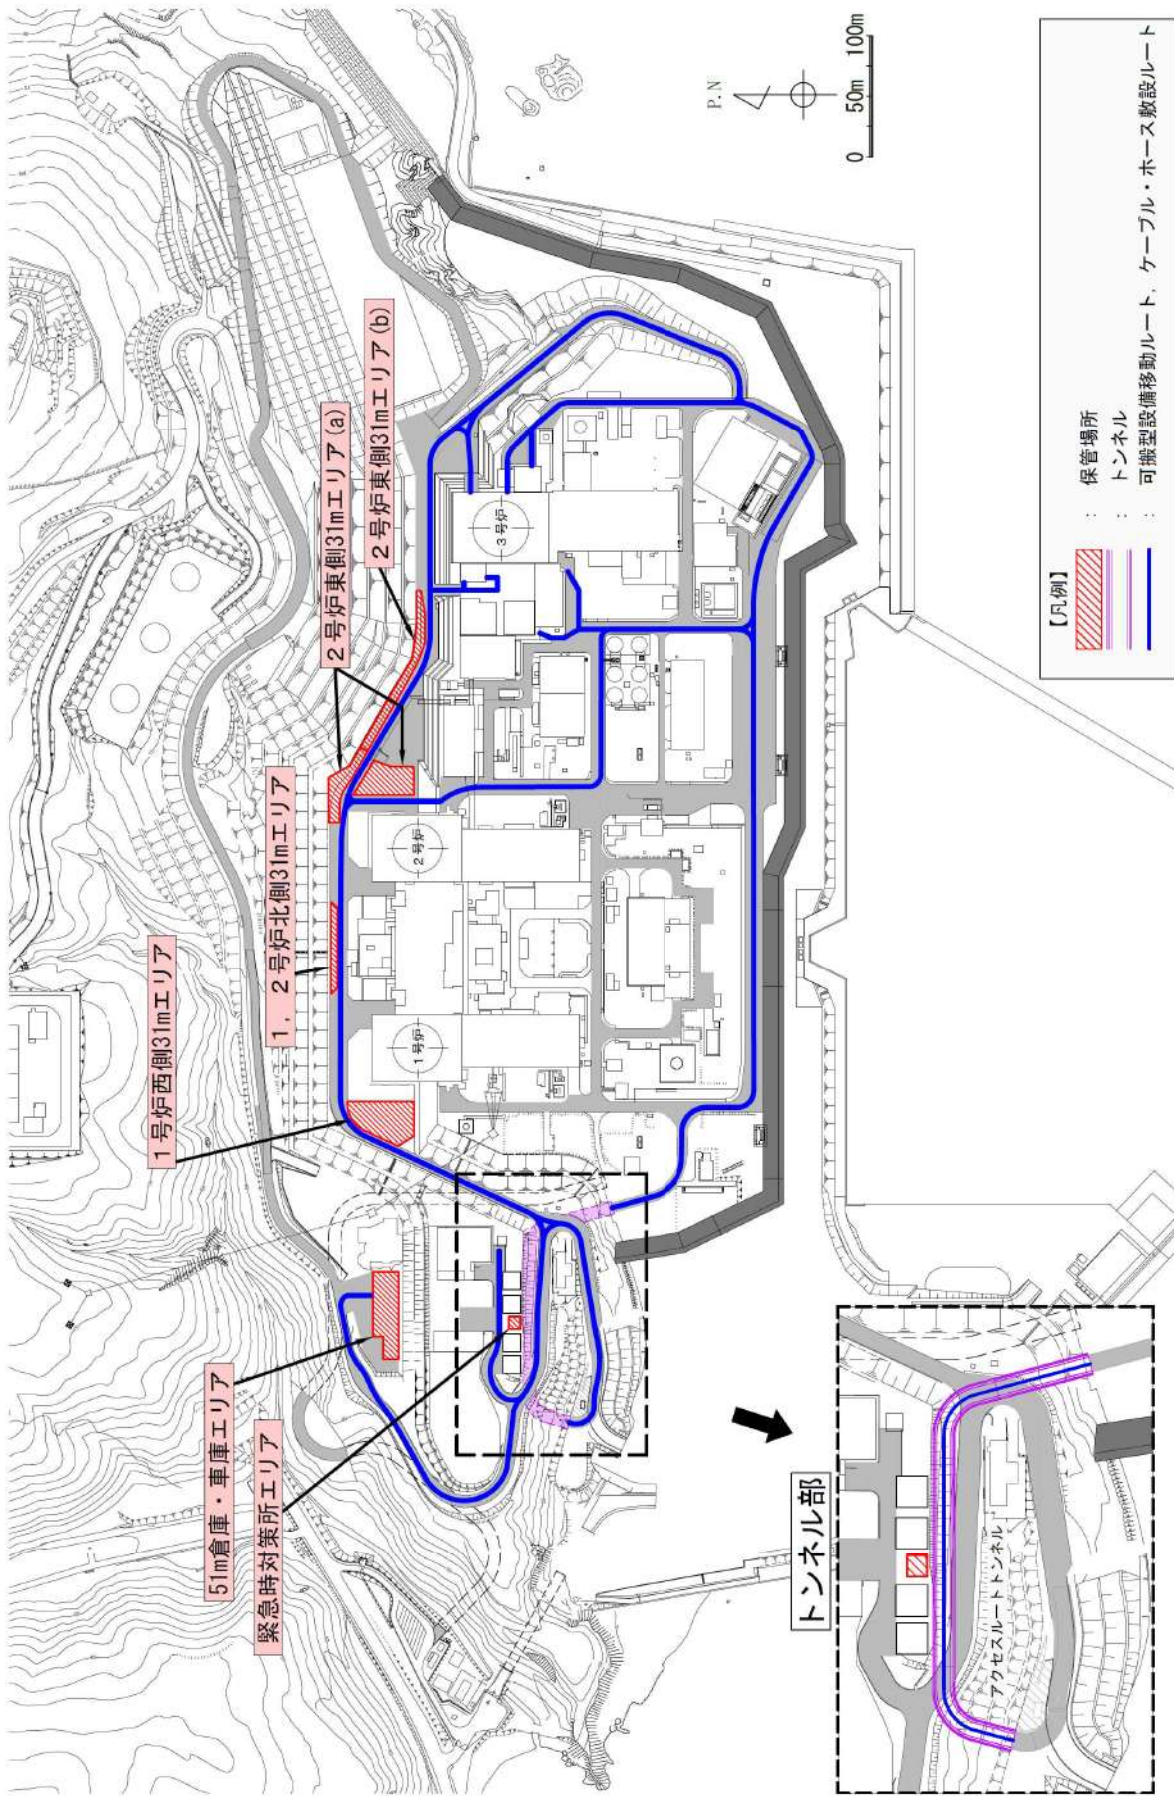 51m倉庫・車庫エリア
緊急時対策所エリア
1号炉西側31mエリア
1，2号炉北側31mエリア
2号炉東側31mエリア(a)
2号炉東側31mエリア(b)
1号炉
2号炉
3号炉
P.N
0 50m 100m
トンネル部
アクセスルートトンネル
【凡例】
： 保管場所
： トンネル
： 可搬型設備移動ルート，ケーブル・ホース敷設ルート